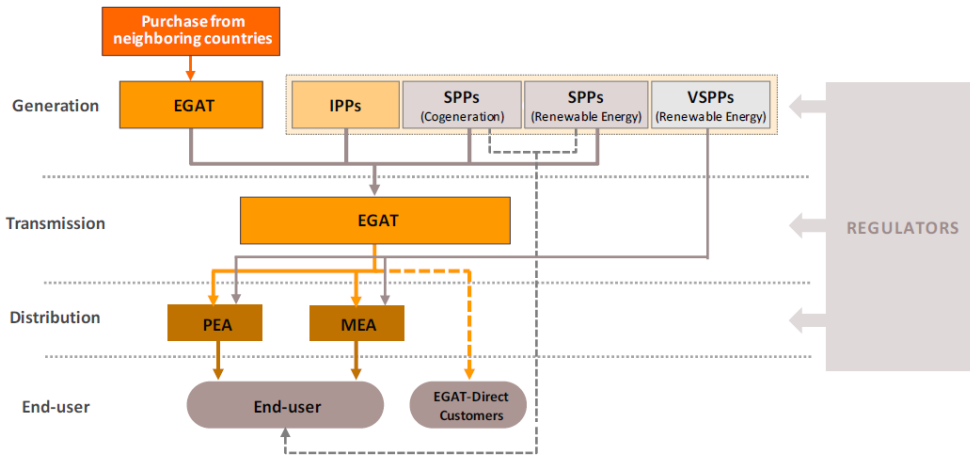 Purchase from
neighboring countries
Generation
EGAT
IPPs
SPPs
(Cogeneration)
SPPs
(Renewable Energy)
VSPPs
(Renewable Energy)
Transmission
EGAT
REGULATORS
Distribution
PEA
MEA
End-user
End-user
EGAT-Direct
Customers